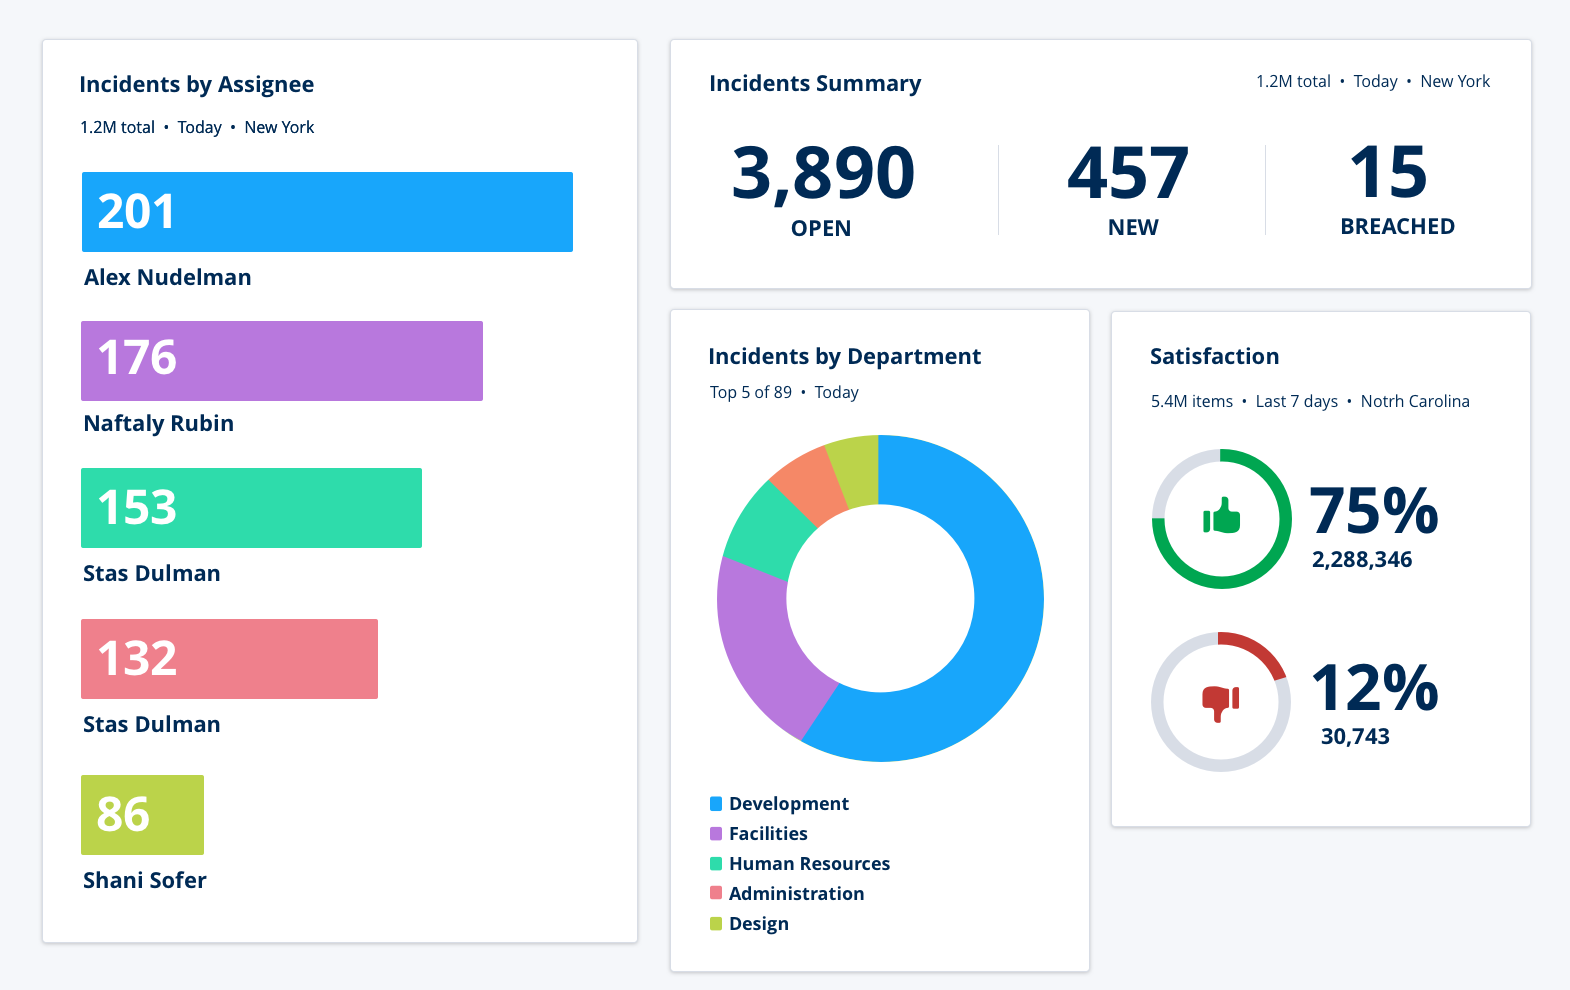 Incidents by Assignee
1.2M total • Today • New York
201
Alex Nudelman
176
Naftaly Rubin
153
Stas Dulman
132
Stas Dulman
86
Shani Sofer
Incidents Summary
1.2M total • Today • New York
3,890
OPEN
457
NEW
15
BREACHED
Incidents by Department
Top 5 of 89 • Today
Development
Facilities
Human Resources
Administration
Design
Satisfaction
5.4M items • Last 7 days • Notrh Carolina
75%
2,288,346
12%
30,743